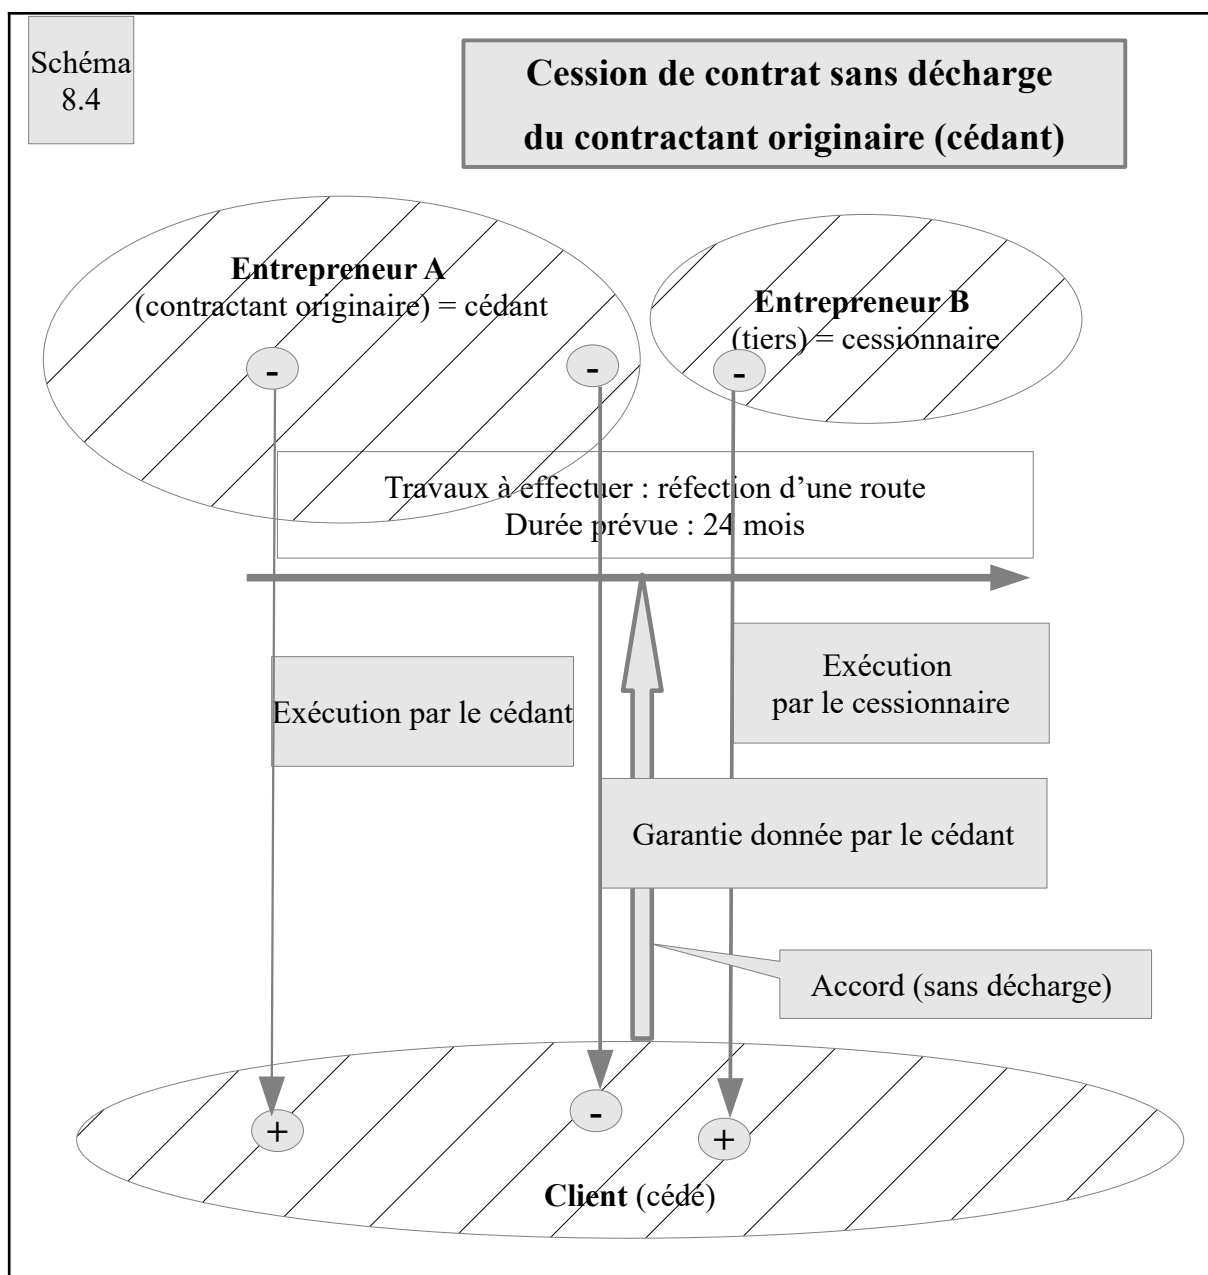 Schéma
8.4
Cession de contrat sans décharge
du contractant originaire (cédant)
Entrepreneur A
(contractant originaire) = cédant
Entrepreneur B
(tiers) = cessionnaire
-
-
-
Travaux à effectuer : réfection d’une route
Durée prévue : 24 mois
Exécution
par le cessionnaire
Exécution par le cédant
Garantie donnée par le cédant
Accord (sans décharge)
+
-
+
Client (cédé)